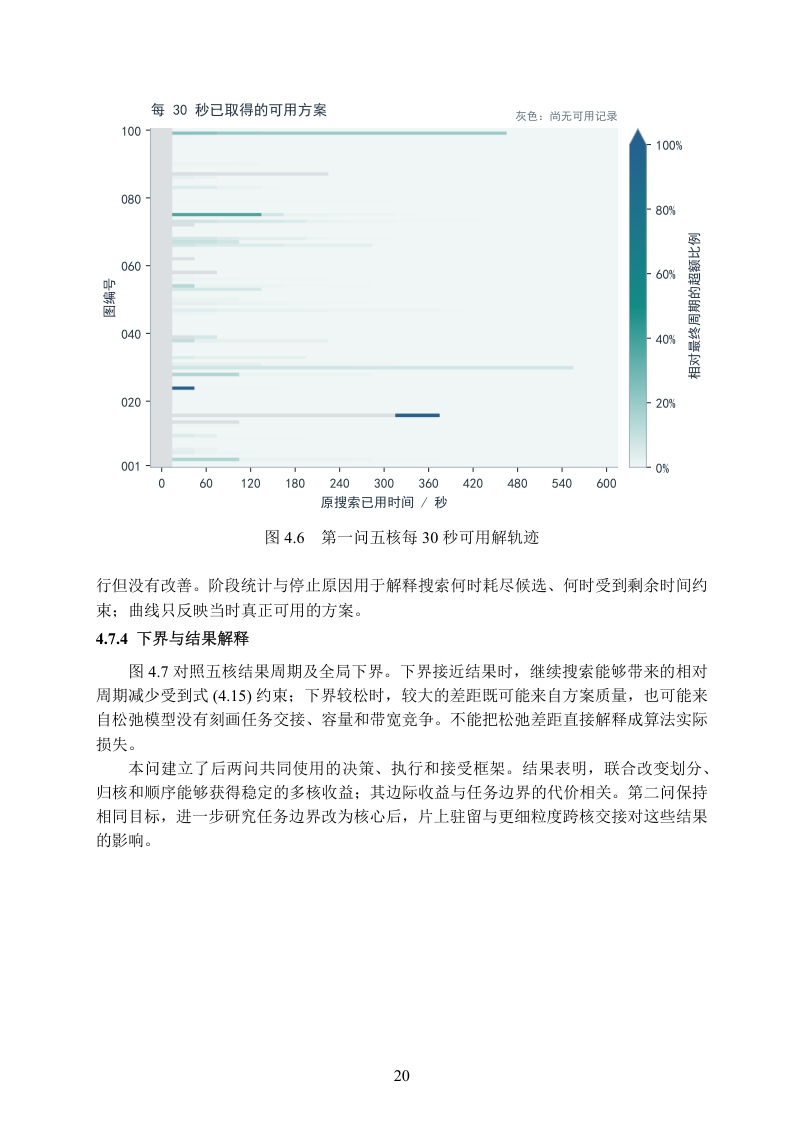 每 30 秒已取得的可用方案
灰色：尚无可用记录
100
080
060
040
020
001
图编号
0 60 120 180 240 300 360 420 480 540 600
原搜索已用时间 / 秒
100%
80%
60%
40%
20%
0%
相对最终周期的超额比例
图 4.6 第一问五核每 30 秒可用解轨迹
行但没有改善。阶段统计与停止原因用于解释搜索何时耗尽候选、何时受到剩余时间约
束；曲线只反映当时真正可用的方案。
4.7.4 下界与结果解释
图 4.7 对照五核结果周期及全局下界。下界接近结果时，继续搜索能够带来的相对
周期减少受到式 (4.15) 约束；下界较松时，较大的差距既可能来自方案质量，也可能来
自松弛模型没有刻画任务交接、容量和带宽竞争。不能把松弛差距直接解释成算法实际
损失。
本问建立了后两问共同使用的决策、执行和接受框架。结果表明，联合改变划分、
归核和顺序能够获得稳定的多核收益；其边际收益与任务边界的代价相关。第二问保持
相同目标，进一步研究任务边界改为核心后，片上驻留与更细粒度跨核交接对这些结果
的影响。
20